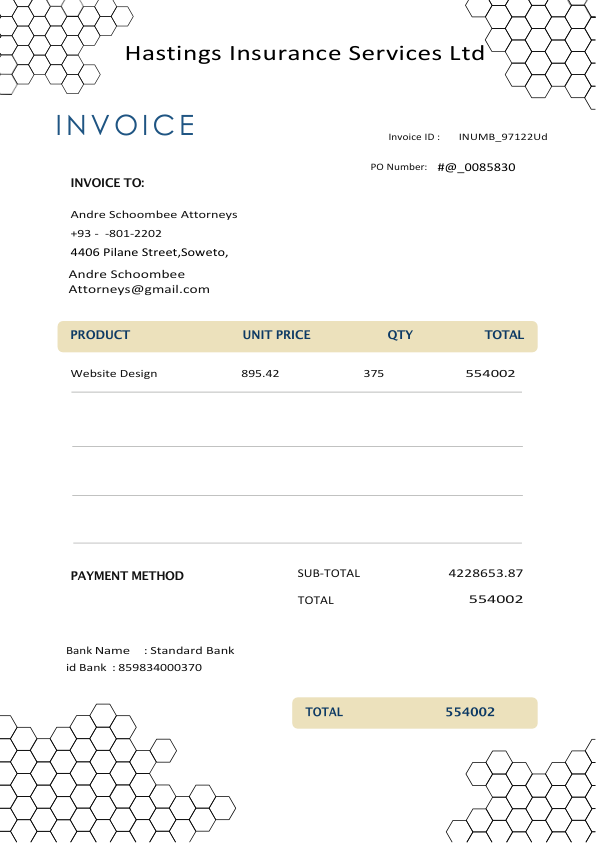 Hastings Insurance Services Ltd
INVOICE
Invoice ID : INUMB_97122Ud
PO Number: #@_0085830
INVOICE TO:
Andre Schoombee Attorneys
+93 - -801-2202
4406 Pilane Street,Soweto,
Andre Schoombee
Attorneys@gmail.com
PRODUCT UNIT PRICE QTY TOTAL
Website Design 895.42 375 554002
PAYMENT METHOD
SUB-TOTAL 4228653.87
TOTAL 554002
Bank Name : Standard Bank
id Bank : 859834000370
TOTAL 554002